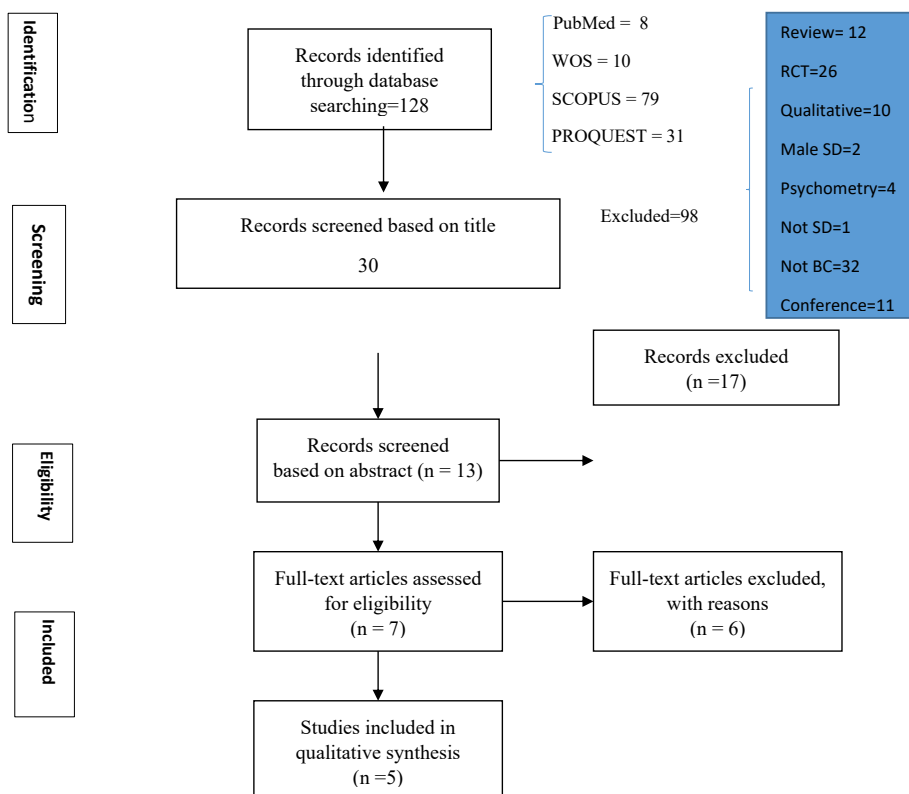 Identification
Records identified
through database
searching=128
PubMed = 8
WOS = 10
SCOPUS = 79
PROQUEST = 31
Review= 12
RCT=26
Qualitative=10
Male SD=2
Psychometry=4
Not SD=1
Not BC=32
Conference=11
Excluded=98
Screening
Records screened based on title
30
Records excluded
(n =17)
Eligibility
Records screened
based on abstract (n = 13)
Full-text articles assessed
for eligibility
(n = 7)
Full-text articles excluded,
with reasons
(n = 6)
Included
Studies included in
qualitative synthesis
(n =5)